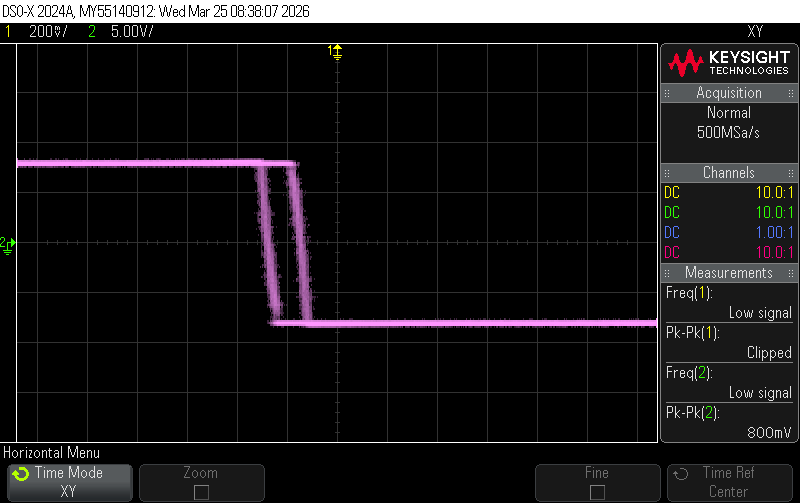 DSO-X 2024A, MY55140912: Wed Mar 25 08:38:07 2026
1 200V/ 2 5.00V/ XY
1
2
KEYSIGHT
TECHNOLOGIES
Acquisition
Normal
500MSa/s
Channels
DC 10.0:1
DC 10.0:1
DC 1.00:1
DC 10.0:1
Measurements
Freq(1):
Low signal
Pk-Pk(1):
Clipped
Freq(2):
Low signal
Pk-Pk(2):
800mV
Horizontal Menu
Time Mode
XY
Zoom
Fine
Time Ref
Center